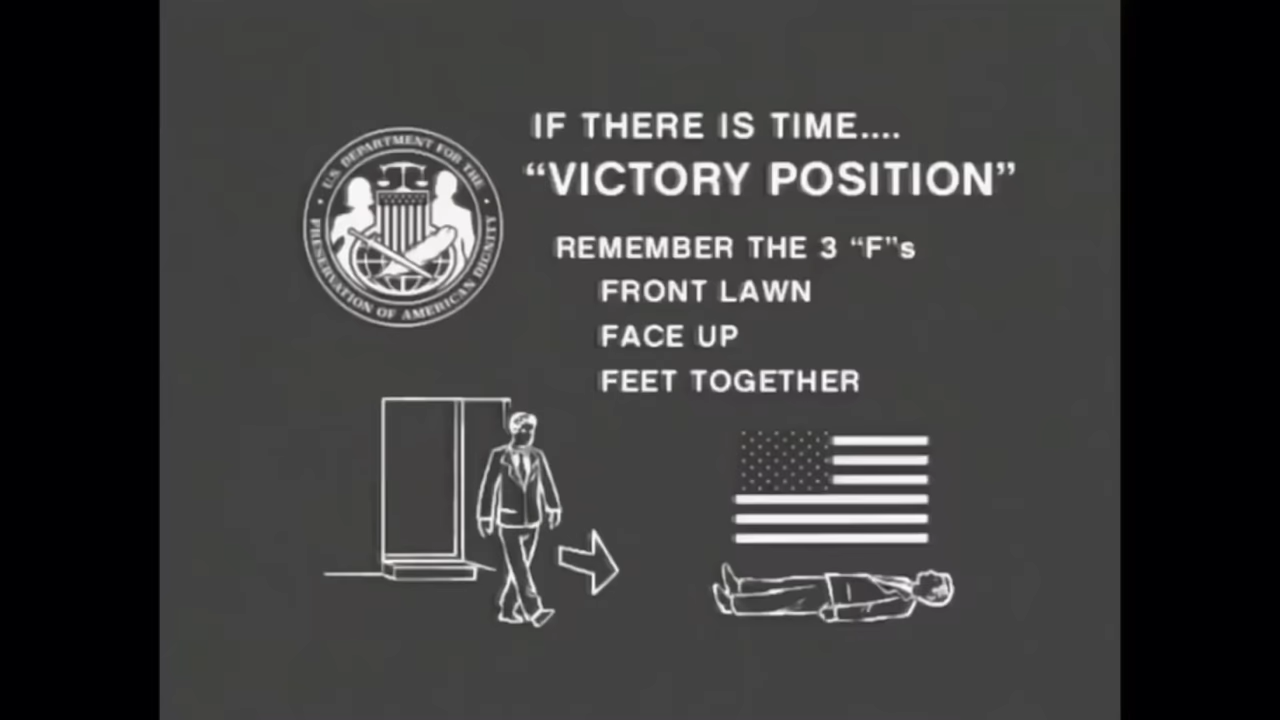 U.S. DEPARTMENT FOR THE
PRESERVATION OF AMERICAN DIGNITY
IF THERE IS TIME....
“VICTORY POSITION”
REMEMBER THE 3 “F”s
FRONT LAWN
FACE UP
FEET TOGETHER